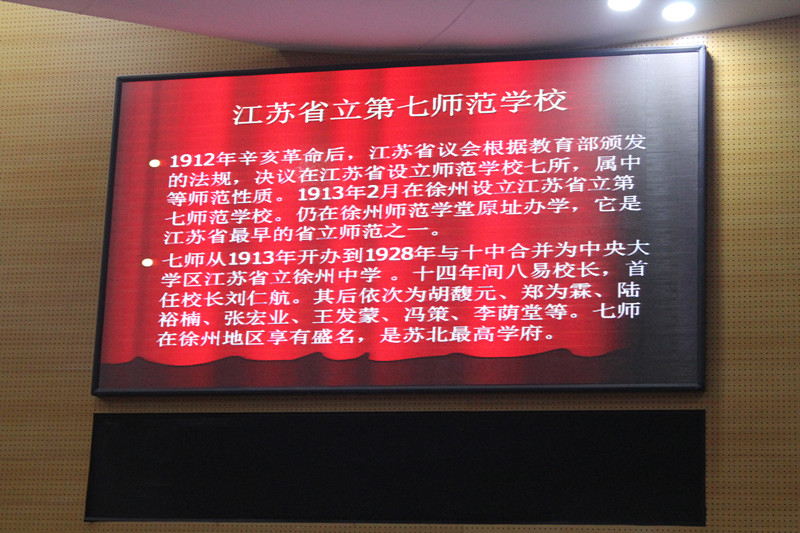 江苏省立第七师范学校
1912年辛亥革命后，江苏省议会根据教育部颁发
的法规，决议在江苏省设立师范学校七所，属中
等师范性质。1913年2月在徐州设立江苏省立第
七师范学校。仍在徐州师范学堂原址办学，它是
江苏省最早的省立师范之一。
七师从1913年开办到1928年与十中合并为中央大
学区江苏省立徐州中学 。十四年间八易校长，首
任校长刘仁航。其后依次为胡馥元、郑为霖、陆
裕楠、张宏业、王发蒙、冯策、李荫堂等。七师
在徐州地区享有盛名，是苏北最高学府。